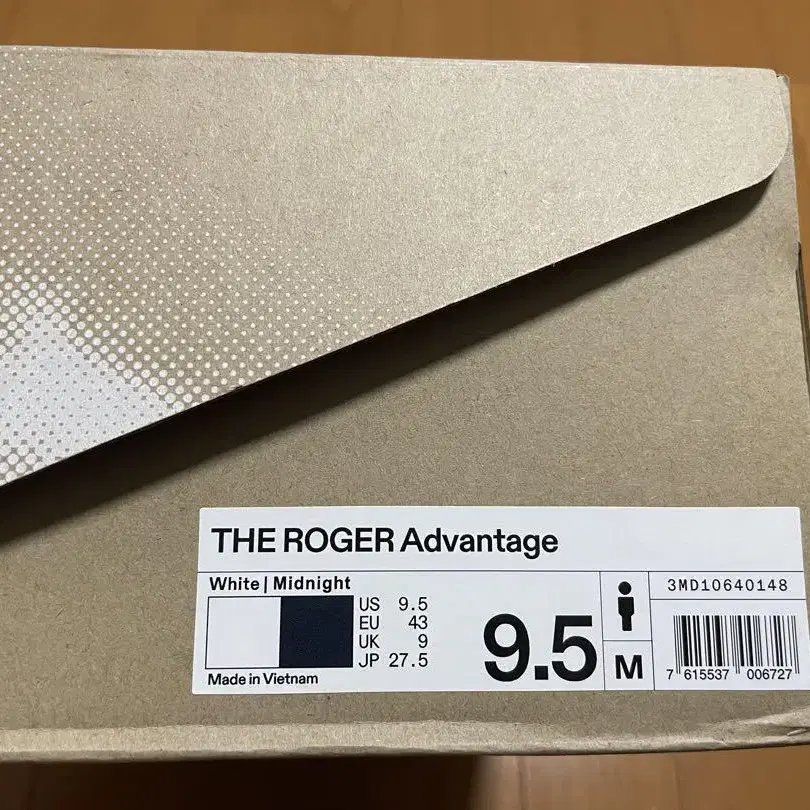 THE ROGER Advantage
White | Midnight
US 9.5
EU 43
UK 9
JP 27.5
Made in Vietnam
9.5
M
3MD10640148
7 615537 006727